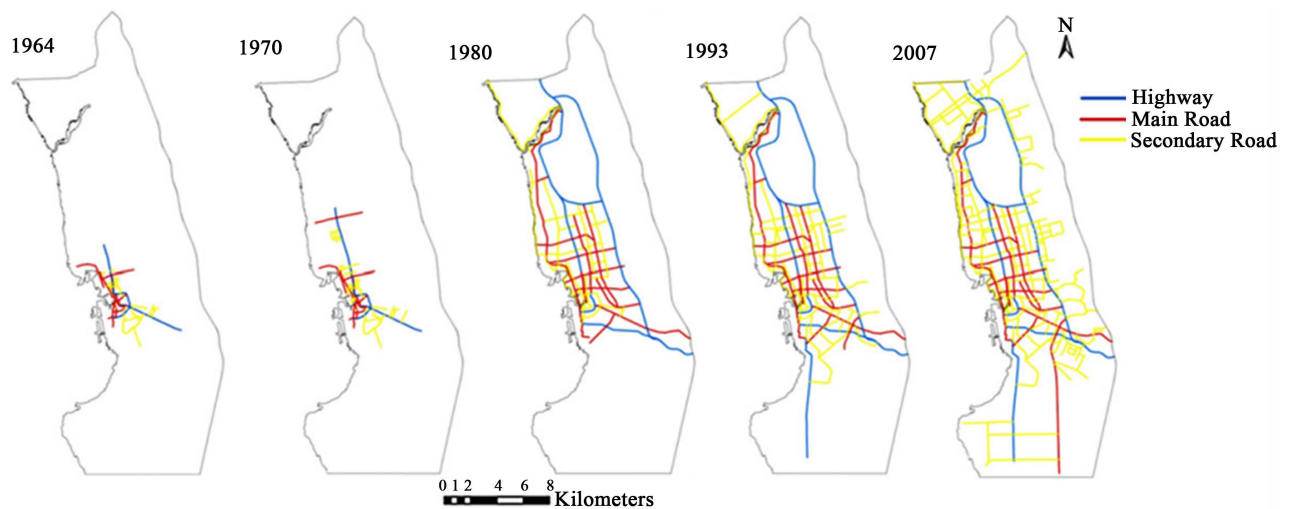 1964
1970
1980
1993
2007
N
Highway
Main Road
Secondary Road
0 1 2 4 6 8
Kilometers